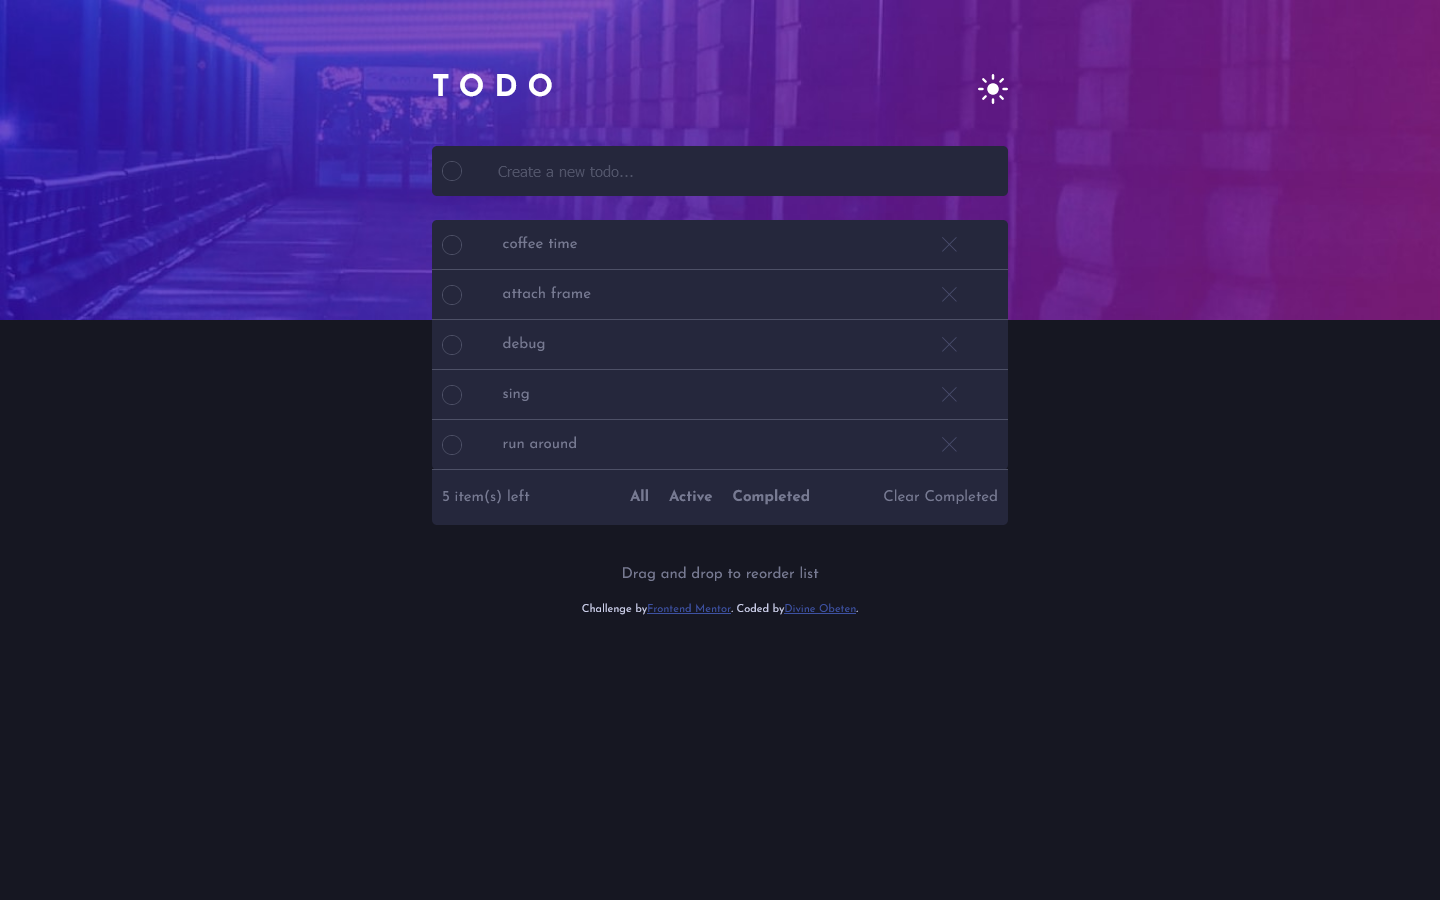 TODO
Create a new todo...
coffee time
attach frame
debug
sing
run around
5 item(s) left All Active Completed Clear Completed
Drag and drop to reorder list
Challenge byFrontend Mentor. Coded byDivine Obeten.